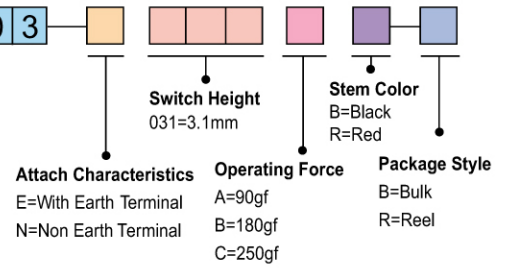 3
Switch Height
031=3.1mm
Stem Color
B=Black
R=Red
Attach Characteristics
E=With Earth Terminal
N=Non Earth Terminal
Operating Force
A=90gf
B=180gf
C=250gf
Package Style
B=Bulk
R=Reel